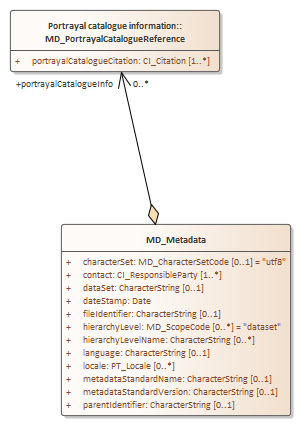 Portrayal catalogue information::
MD_PortrayalCatalogueReference
+ portrayalCatalogueCitation: CI_Citation [1..*]
+portrayalCatalogueInfo 0..*
MD_Metadata
+ characterSet: MD_CharacterSetCode [0..1] = "utf8"
+ contact: CI_ResponsibleParty [1..*]
+ dataSet: CharacterString [0..1]
+ dateStamp: Date
+ fileIdentifier: CharacterString [0..1]
+ hierarchyLevel: MD_ScopeCode [0..*] = "dataset"
+ hierarchyLevelName: CharacterString [0..*]
+ language: CharacterString [0..1]
+ locale: PT_Locale [0..*]
+ metadataStandardName: CharacterString [0..1]
+ metadataStandardVersion: CharacterString [0..1]
+ parentIdentifier: CharacterString [0..1]